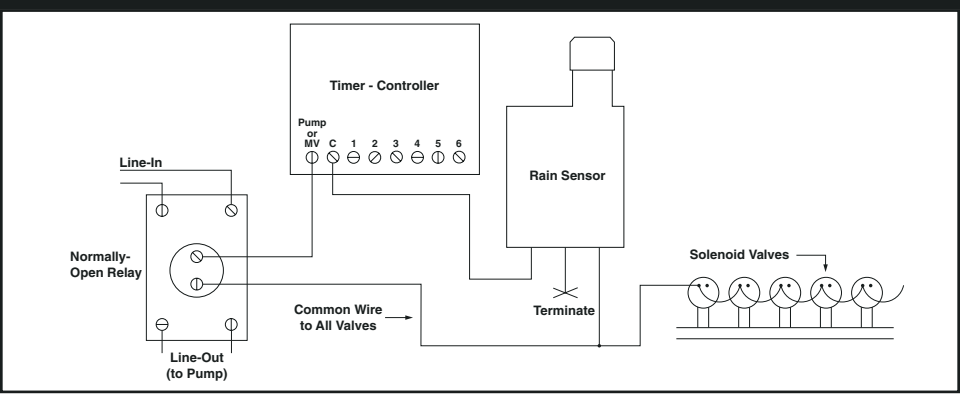 Timer - Controller
Pump
or
MV C 1 2 3 4 5 6
Line-In
Rain Sensor
Normally-
Open Relay
Solenoid Valves
Common Wire
to All Valves
Terminate
Line-Out
(to Pump)